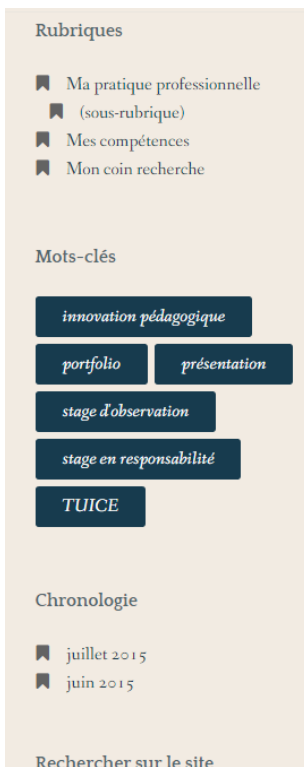 Rubriques
Ma pratique professionnelle
(sous-rubrique)
Mes compétences
Mon coin recherche
Mots-clés
innovation pédagogique
portfolio présentation
stage d'observation
stage en responsabilité
TUICE
Chronologie
juillet 2015
juin 2015
Rechercher sur le site